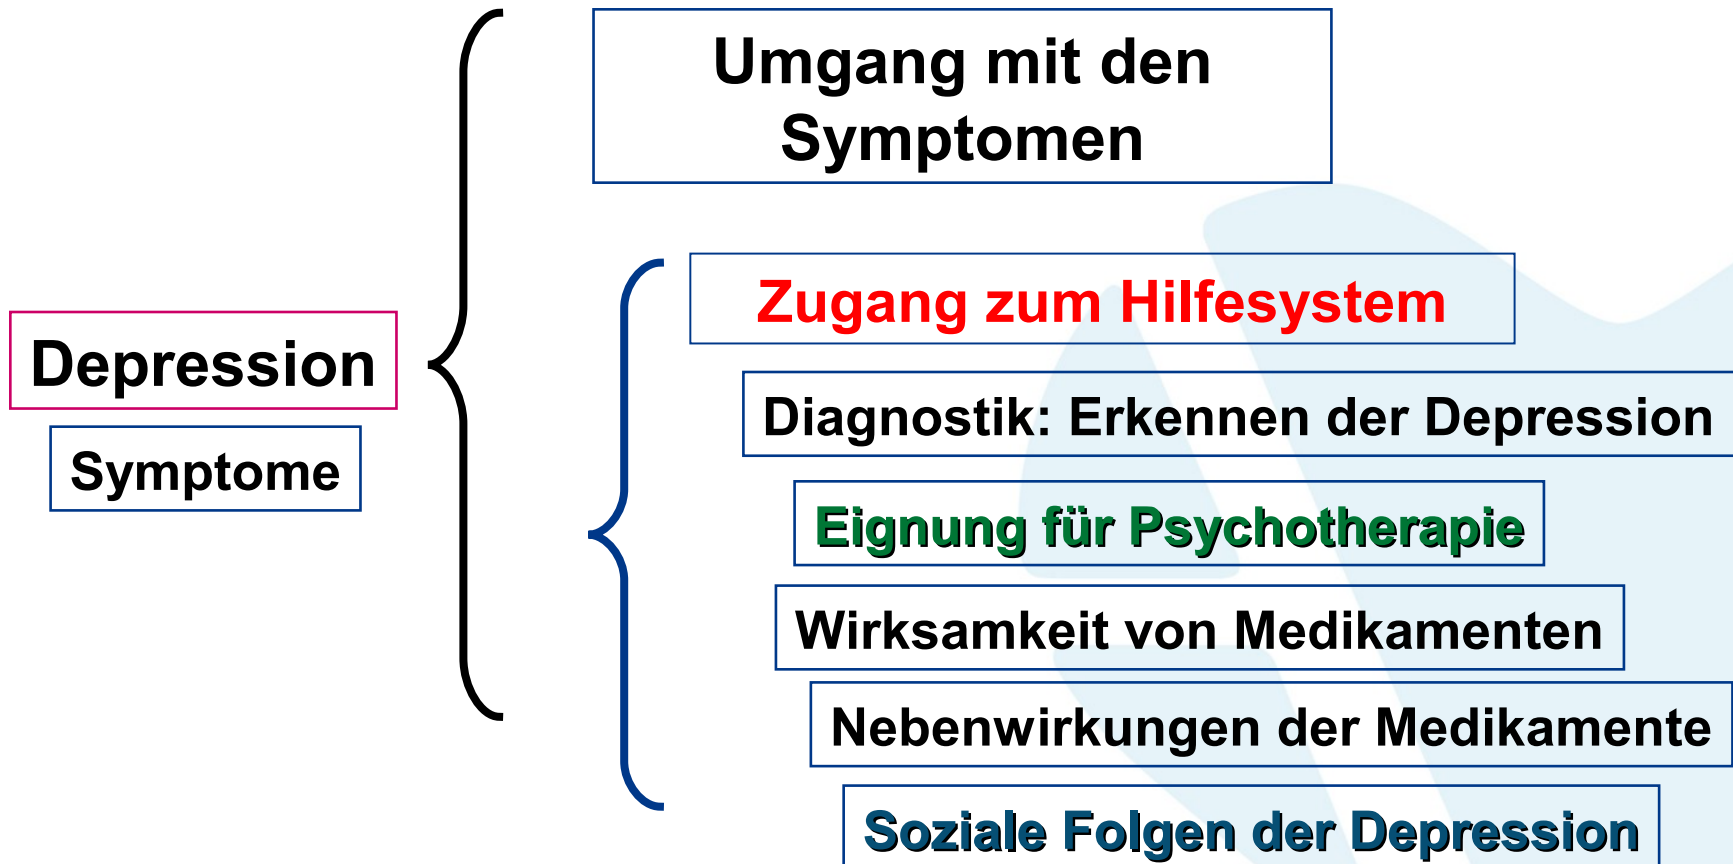 Umgang mit den
Symptomen
Zugang zum Hilfesystem
Depression
Diagnostik: Erkennen der Depression
Symptome
Eignung für Psychotherapie
Wirksamkeit von Medikamenten
Nebenwirkungen der Medikamente
Soziale Folgen der Depression